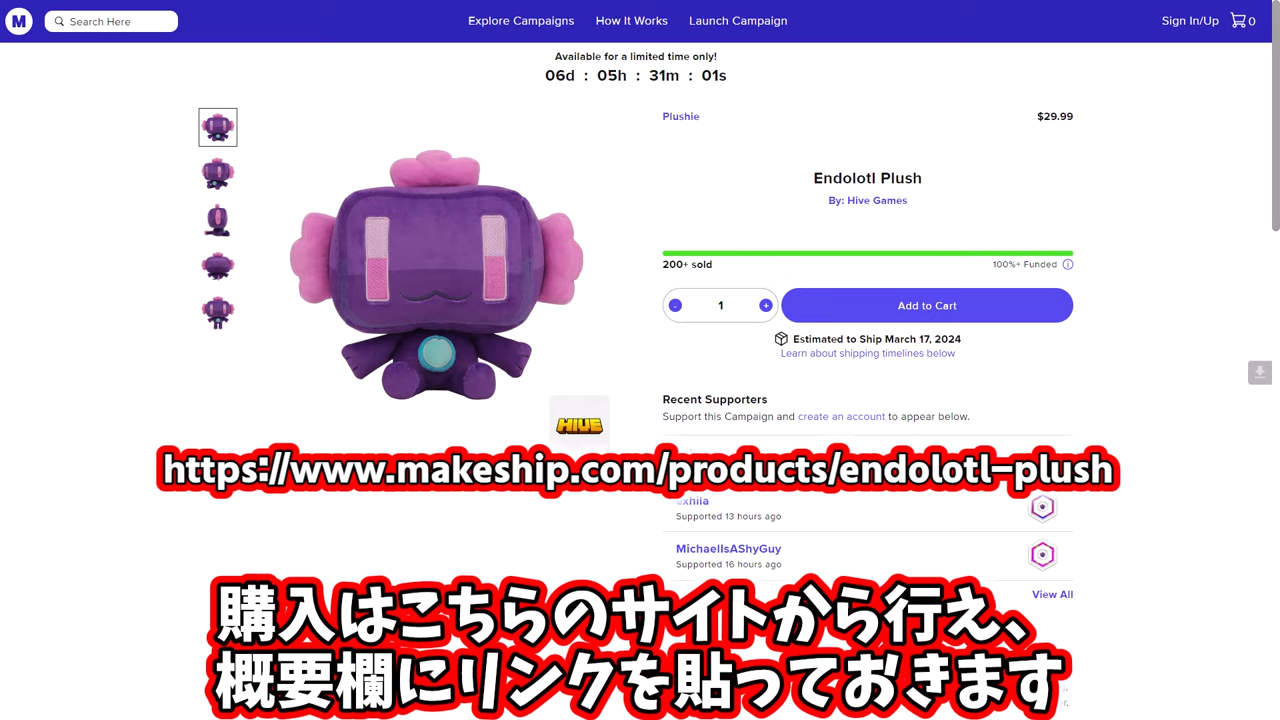 M
Search Here
Explore Campaigns
How It Works
Launch Campaign
Sign In/Up
0
Available for a limited time only!
06d : 05h : 31m : 01s
Plushie
$29.99
Endolotl Plush
By: Hive Games
200+ sold
100%+ Funded
- 1 +
Add to Cart
Estimated to Ship March 17, 2024
Learn about shipping timelines below
Recent Supporters
Support this Campaign and create an account to appear below.
HIVE
https://www.makeship.com/products/endolotl-plush
Supported 13 hours ago
MichaelIsAShyGuy
Supported 16 hours ago
View All
購入はこちらのサイトから行え、
概要欄にリンクを貼っておきます